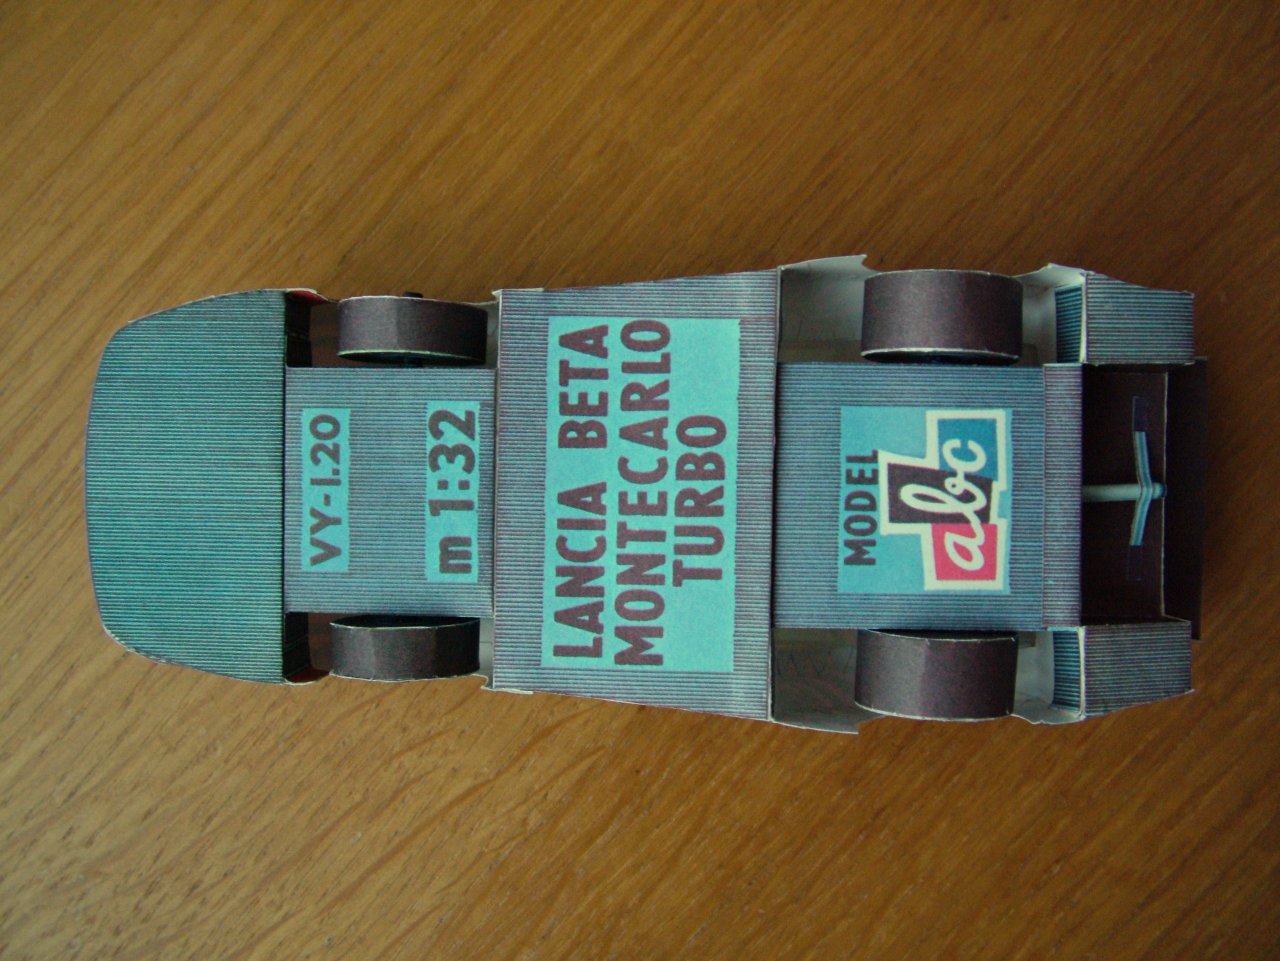 VY-1.20
m 1:32
LANCIA BETA
MONTECARLO
TURBO
MODEL
abc